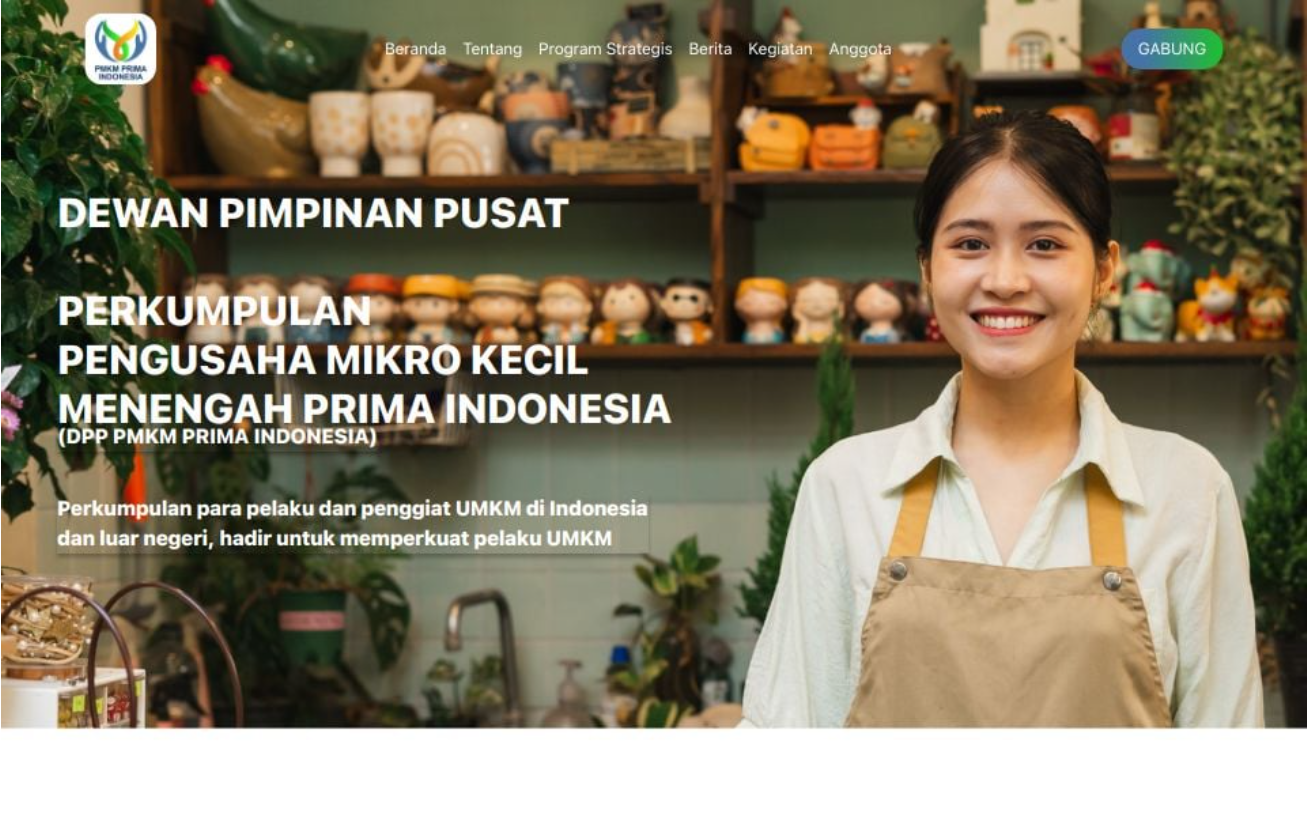 PMKM PRIMA
INDONESIA
Beranda Tentang Program Strategis Berita Kegiatan Anggota
GABUNG
DEWAN PIMPINAN PUSAT
PERKUMPULAN
PENGUSAHA MIKRO KECIL
MENENGAH PRIMA INDONESIA
(DPP PMKM PRIMA INDONESIA)
Perkumpulan para pelaku dan penggiat UMKM di Indonesia
dan luar negeri, hadir untuk memperkuat pelaku UMKM